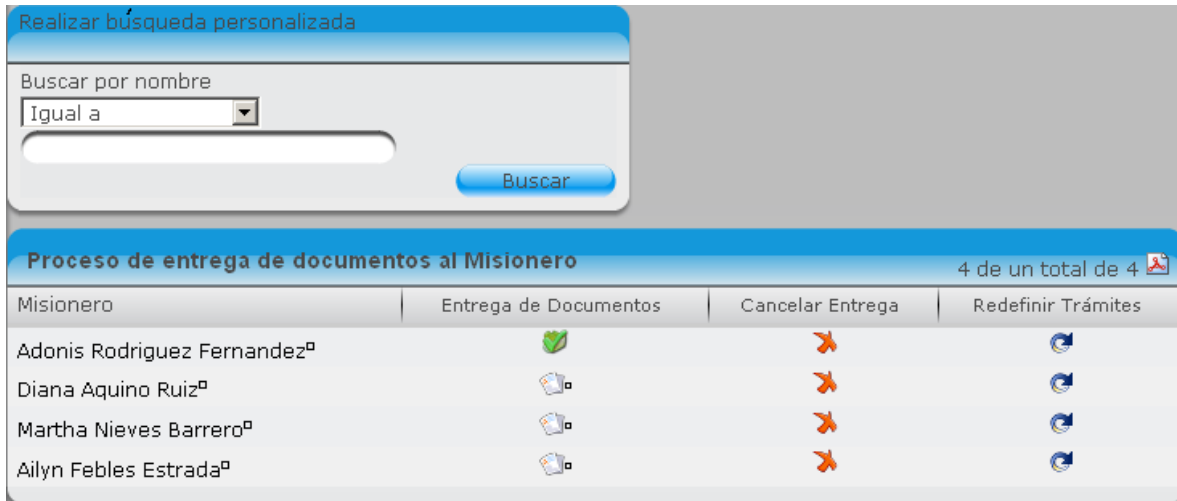 Realizar búsqueda personalizada
Buscar por nombre
Igual a
Buscar
Proceso de entrega de documentos al Misionero
4 de un total de 4
Misionero Entrega de Documentos Cancelar Entrega Redefinir Trámites
Adonis Rodriguez Fernandez
Diana Aquino Ruiz
Martha Nieves Barrero
Ailyn Febles Estrada